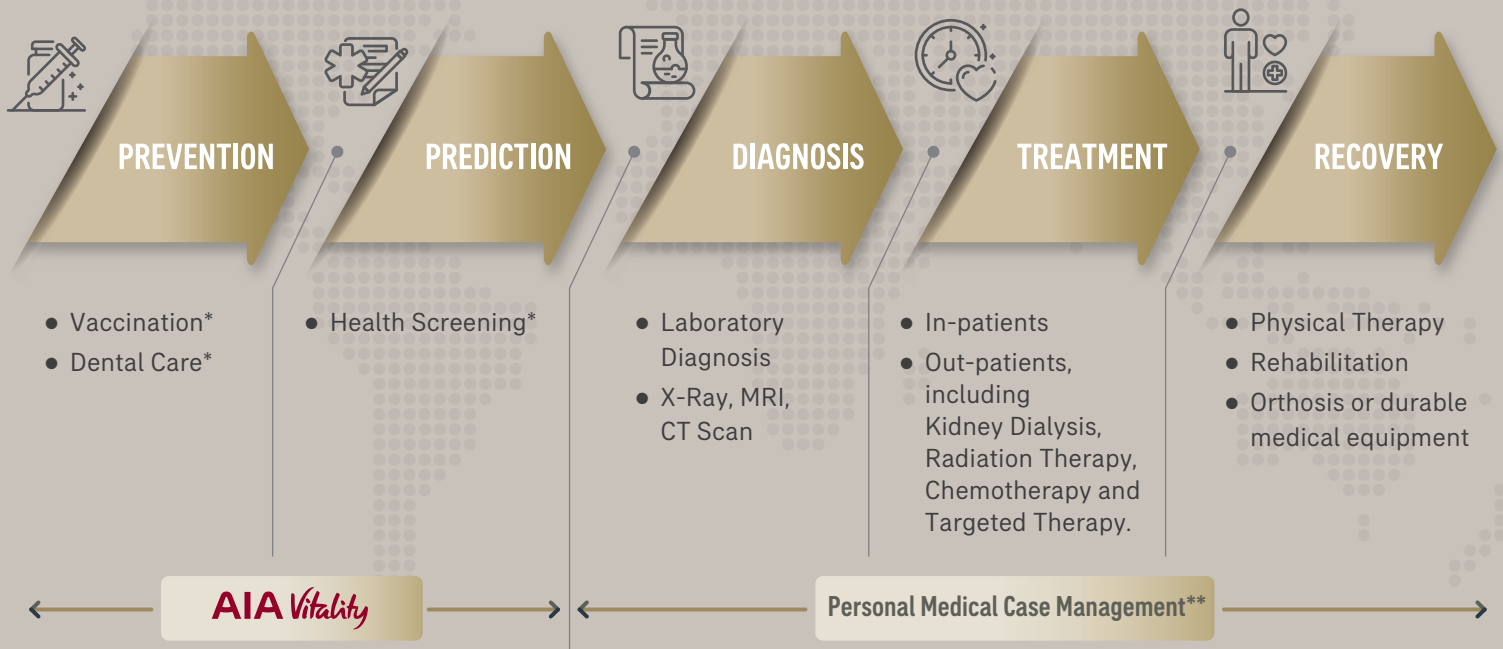 PREVENTION
PREDICTION
DIAGNOSIS
TREATMENT
RECOVERY
● Vaccination*
● Dental Care*
● Health Screening*
● Laboratory
Diagnosis
● X-Ray, MRI,
CT Scan
● In-patients
● Out-patients,
including
Kidney Dialysis,
Radiation Therapy,
Chemotherapy and
Targeted Therapy.
● Physical Therapy
● Rehabilitation
● Orthosis or durable
medical equipment
AIA Vitality
Personal Medical Case Management**